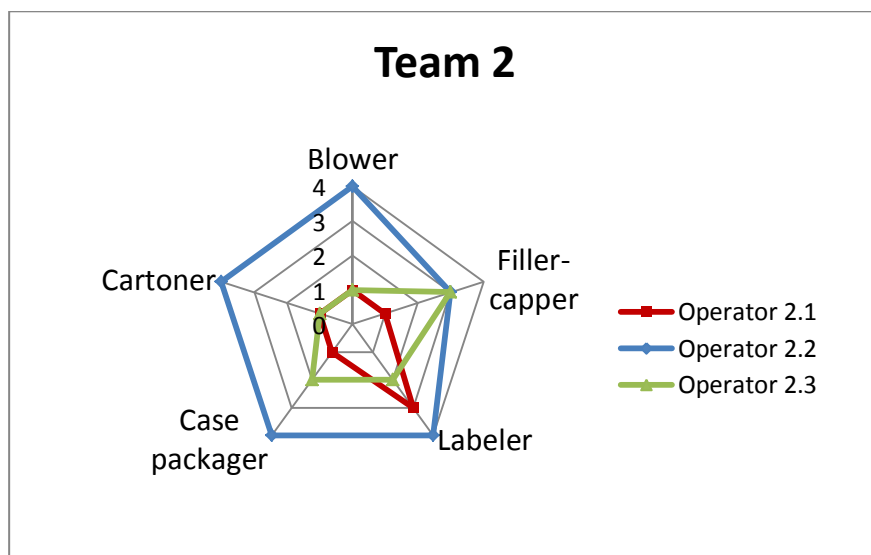 Team 2
Blower
4
3
2
1
0
Filler-
capper
Cartoner
Case
packager
Labeler
Operator 2.1
Operator 2.2
Operator 2.3